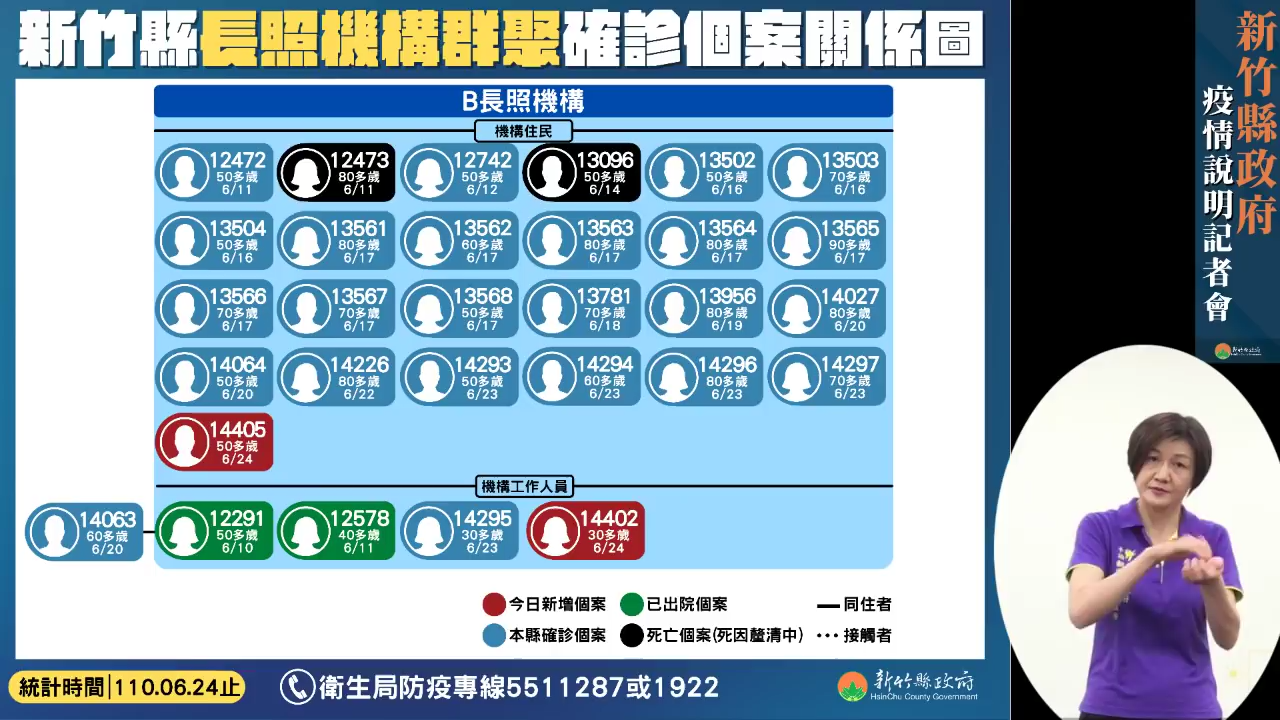 新竹縣長照機構群聚確診個案關係圖
B長照機構
機構住民
12472
50多歲
6/11
12473
80多歲
6/11
12742
50多歲
6/12
13096
50多歲
6/14
13502
50多歲
6/16
13503
70多歲
6/16
13504
50多歲
6/16
13561
80多歲
6/17
13562
60多歲
6/17
13563
80多歲
6/17
13564
80多歲
6/17
13565
90多歲
6/17
13566
70多歲
6/17
13567
70多歲
6/17
13568
50多歲
6/17
13781
80多歲
6/18
13956
80多歲
6/19
14027
80多歲
6/20
14064
50多歲
6/20
14226
80多歲
6/22
14293
50多歲
6/23
14294
60多歲
6/23
14296
80多歲
6/23
14297
70多歲
6/23
14405
50多歲
6/24
機構工作人員
14063
60多歲
6/20
12291
50多歲
6/10
12578
40多歲
6/11
14295
30多歲
6/23
14402
30多歲
6/24
今日新增個案
已出院個案
同住者
本縣確診個案
死亡個案(死因釐清中)
接觸者
統計時間|110.06.24止
衛生局防疫專線5511287或1922
新竹縣政府
HsinChu County Government
新竹縣政府
疫情說明記者會
新竹縣政府